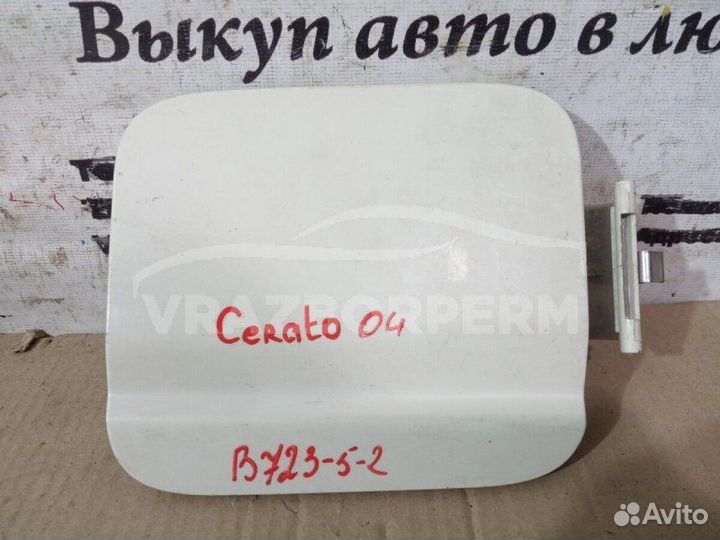 Выкуп авто в лю
VRAZBORPERM
Cerato 04
B723-5-2
Avito